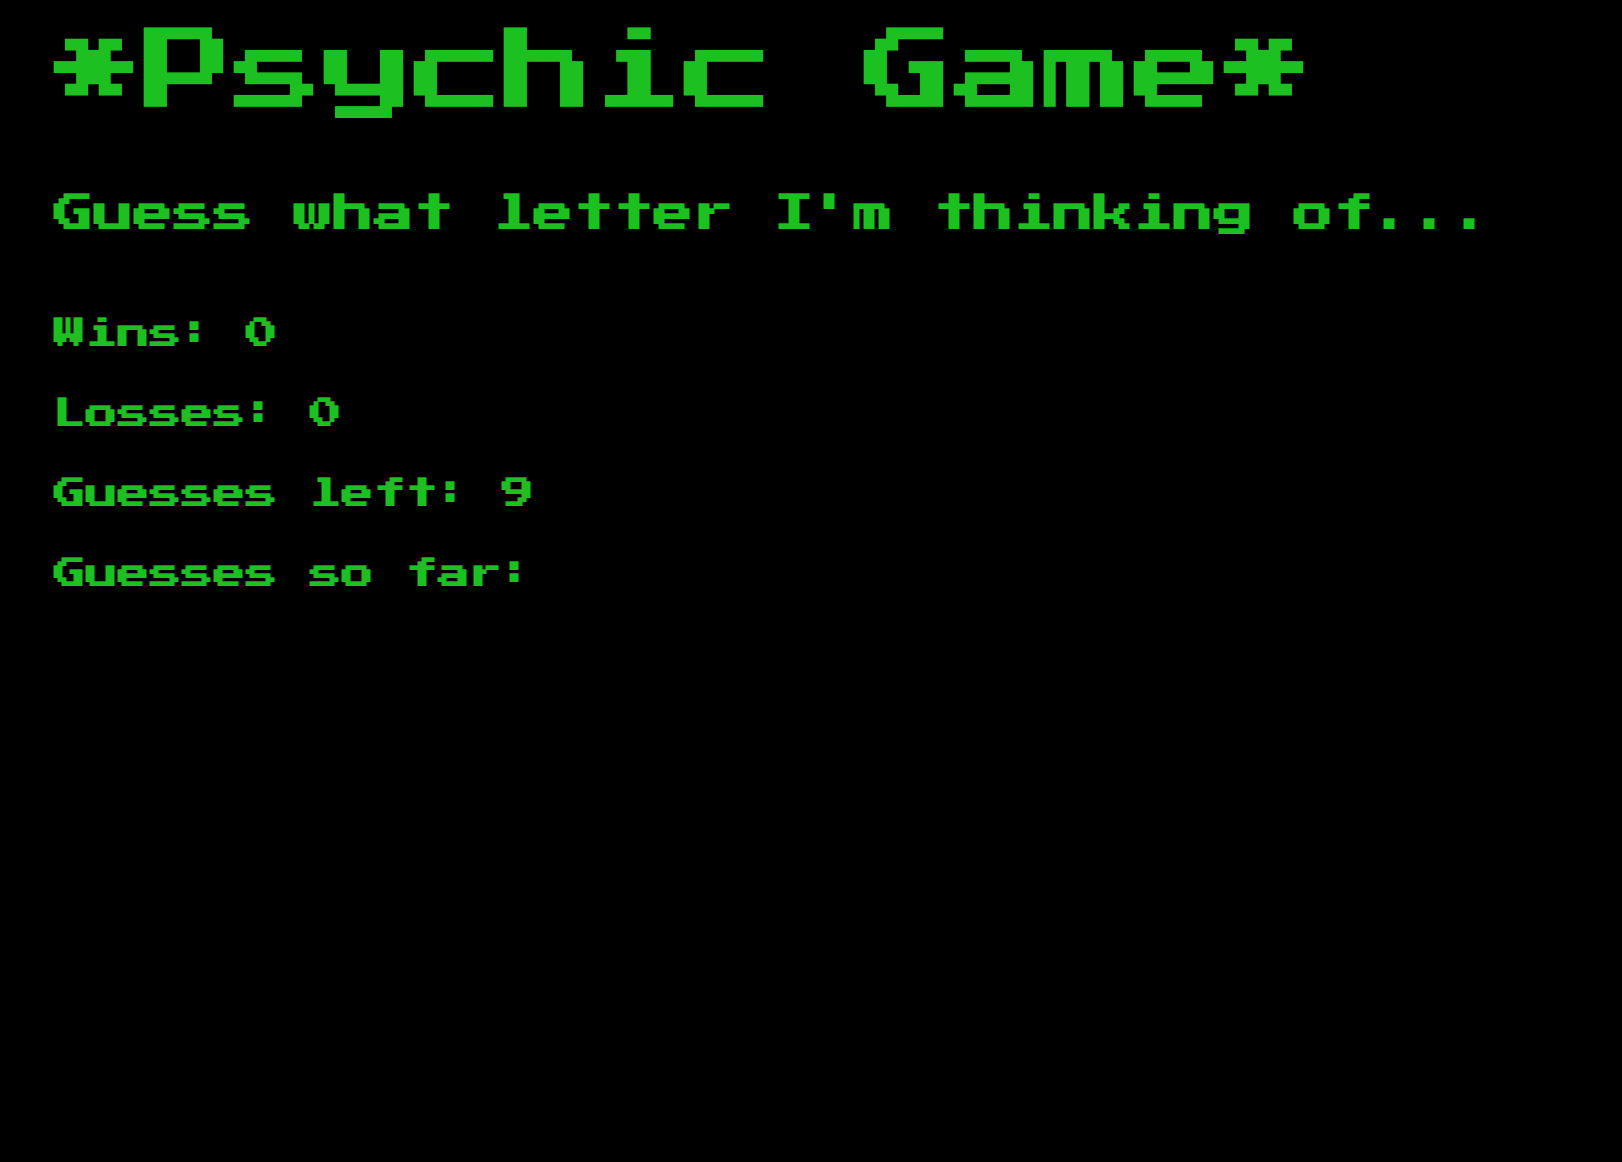 *Psychic Game*
Guess what letter I'm thinking of...
Wins: 0
Losses: 0
Guesses left: 9
Guesses so far: